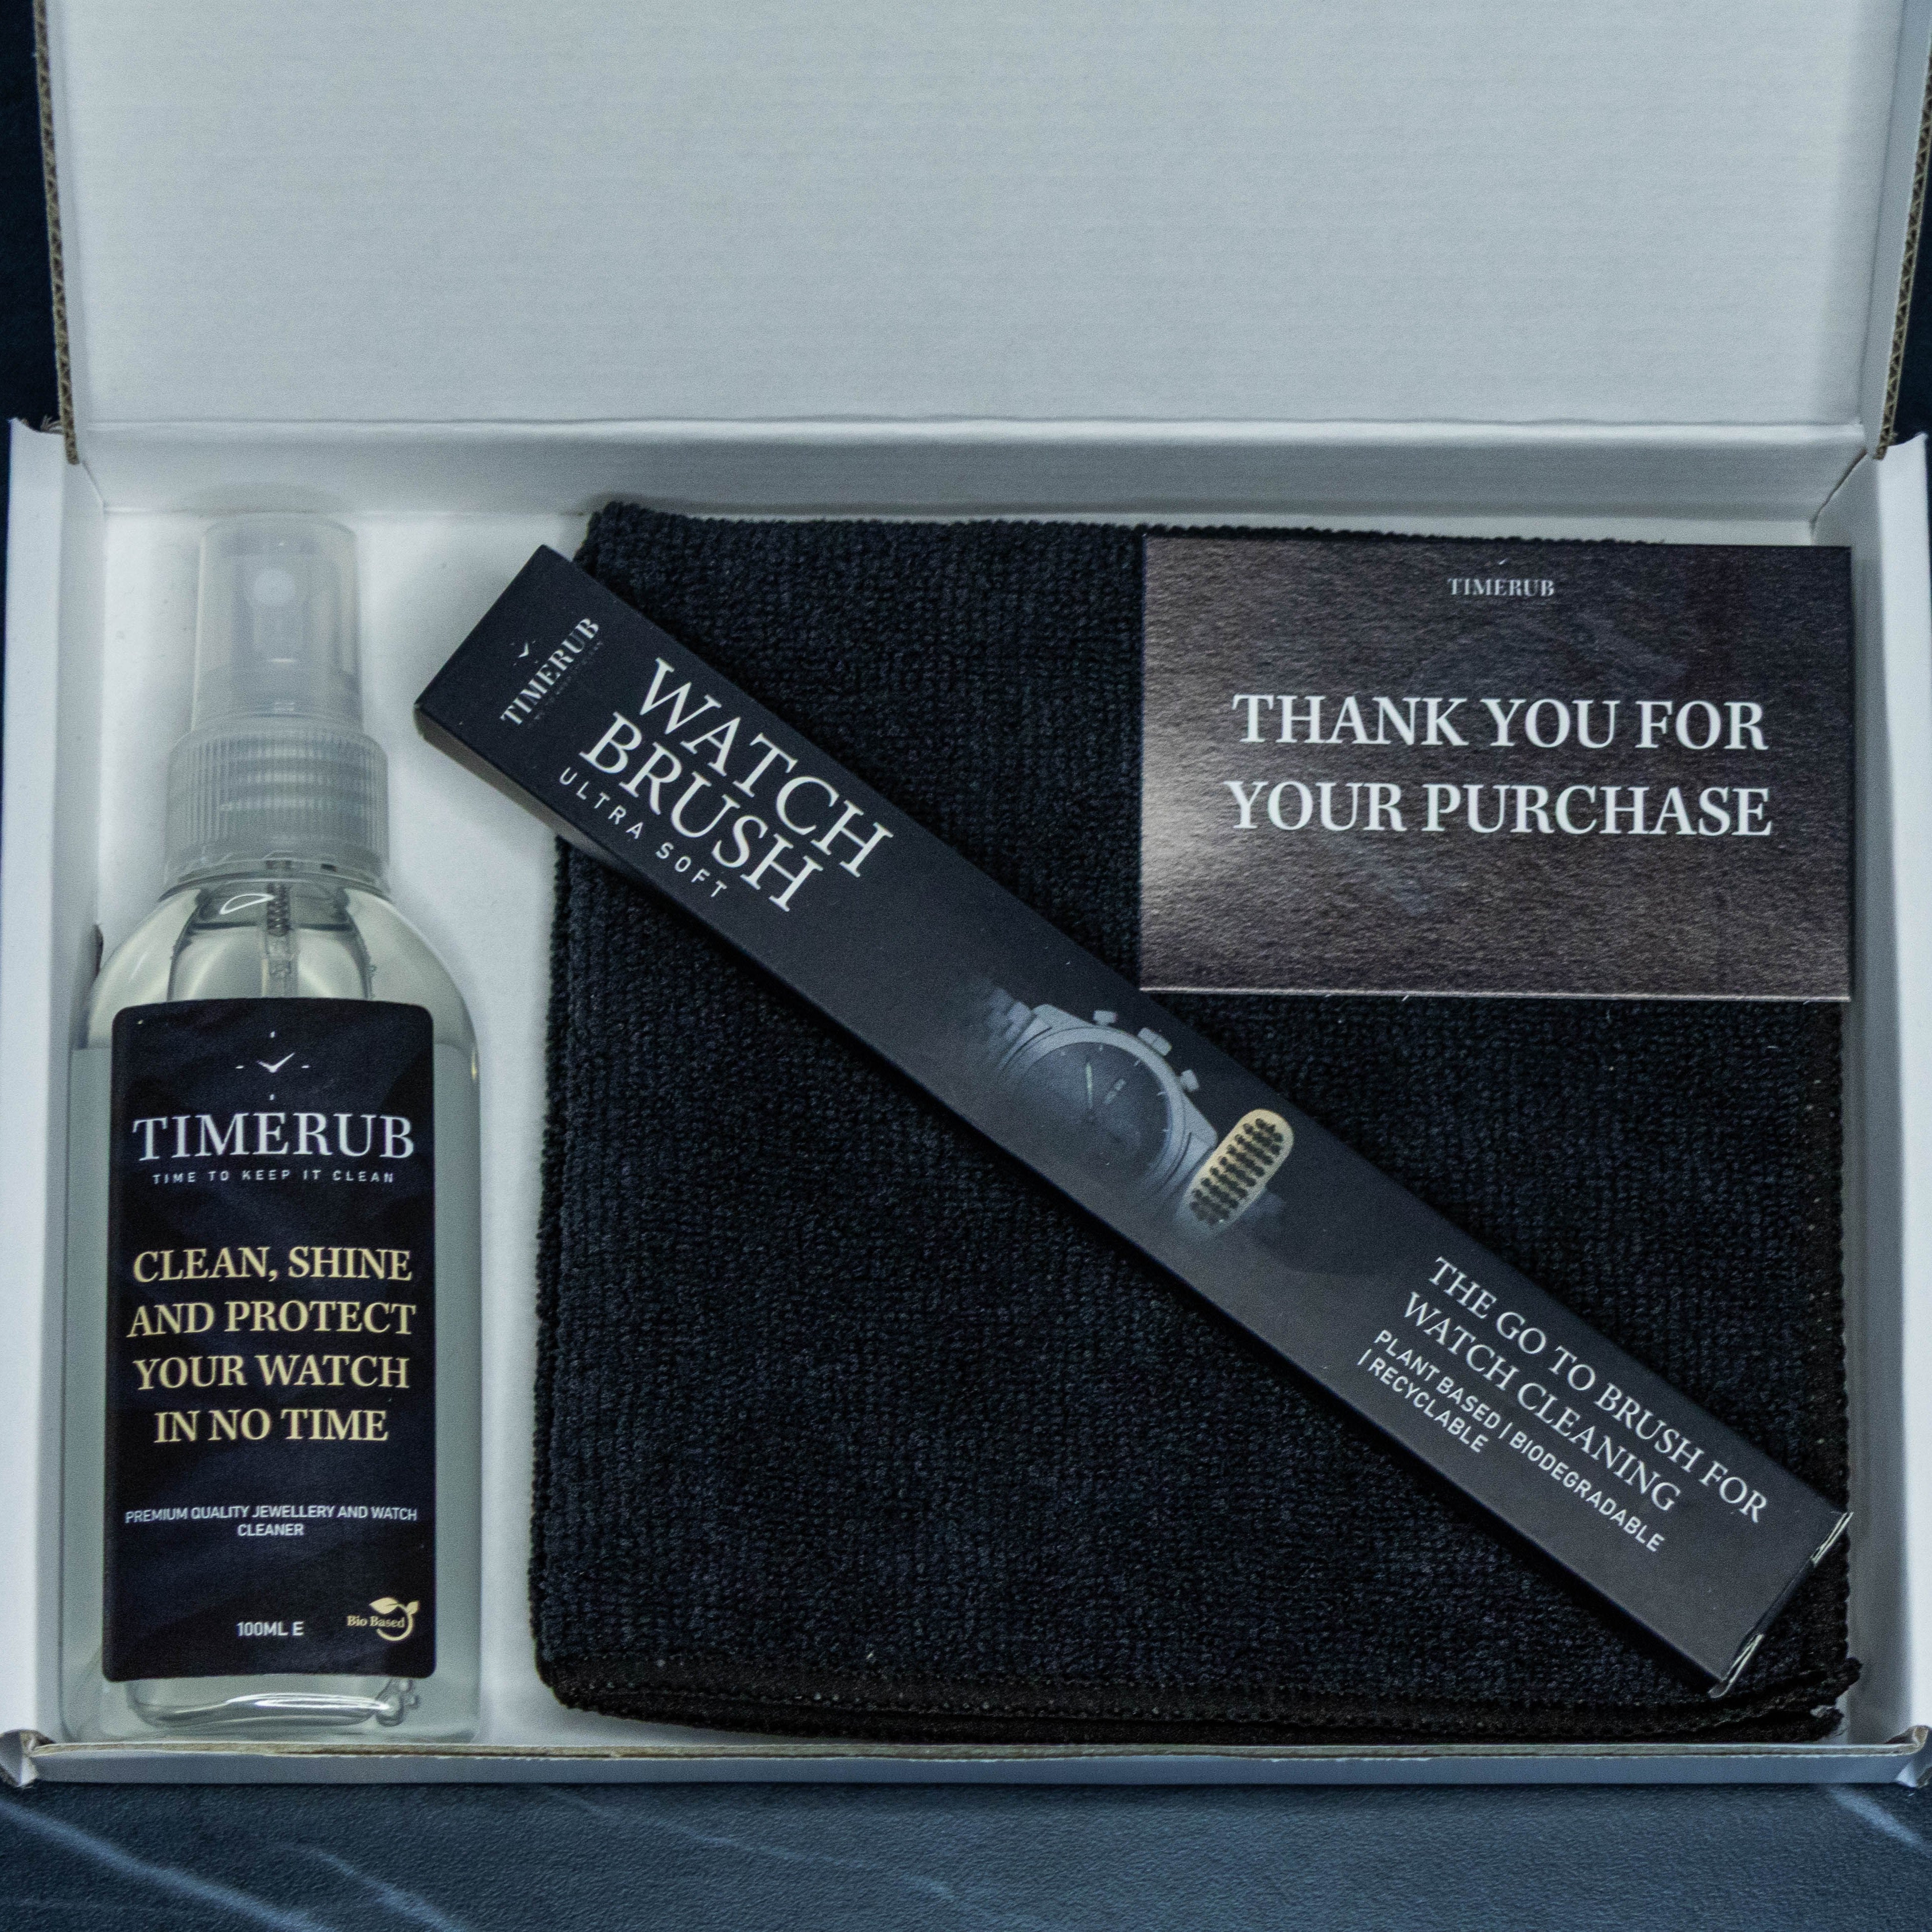 TIMERUB
TIME TO KEEP IT CLEAN
CLEAN, SHINE
AND PROTECT
YOUR WATCH
IN NO TIME
PREMIUM QUALITY JEWELLERY AND WATCH
CLEANER
100ML E
Bio Based
TIMERUB
WATCH
BRUSH
ULTRA SOFT
THE GO TO BRUSH FOR
WATCH CLEANING
PLANT BASED | BIODEGRADABLE
| RECYCLABLE
TIMERUB
THANK YOU FOR
YOUR PURCHASE